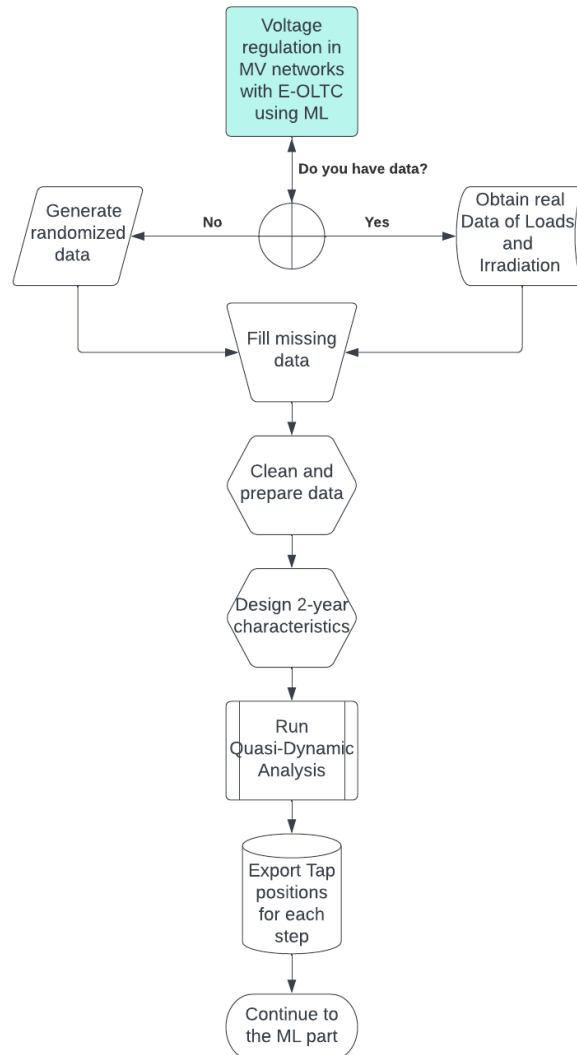 Voltage
regulation in
MV networks
with E-OLTC
using ML
Do you have data?
Generate
randomized
data
No
Yes
Obtain real
Data of Loads
and
Irradiation
Fill missing
data
Clean and
prepare data
Design 2-year
characteristics
Run
Quasi-Dynamic
Analysis
Export Tap
positions
for each
step
Continue to
the ML part